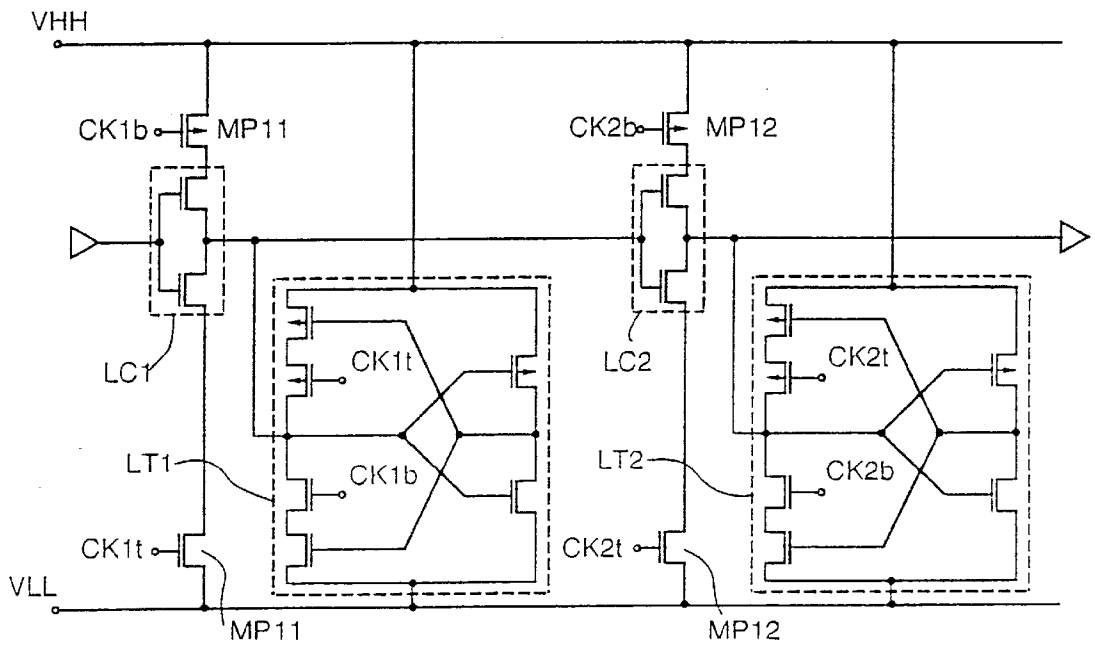 VHH
CK1b MP11 CK2b MP12
LC1 CK1t LC2 CK2t
LT1 CK1b LT2 CK2b
CK1t CK2t
VLL
MP11 MP12